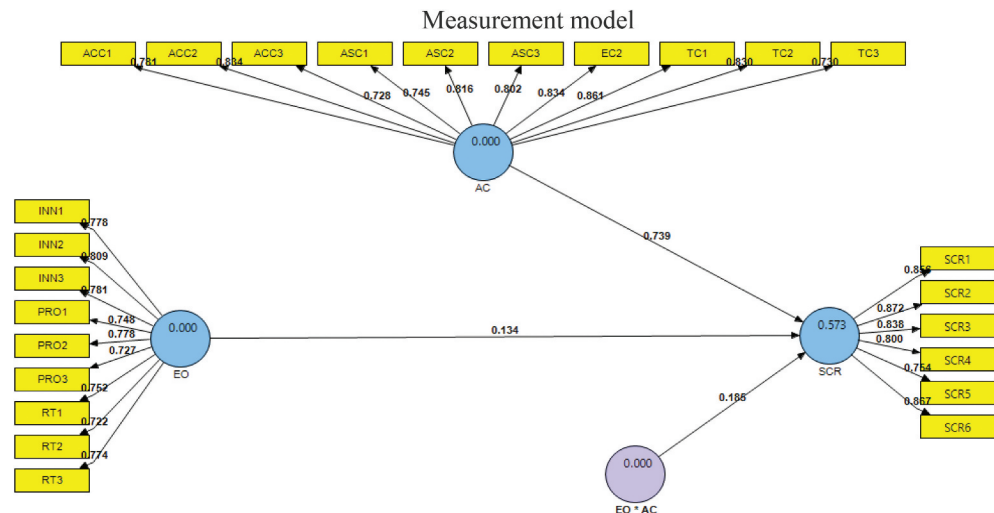 Measurement model
ACC1 ACC2 ACC3 ASC1 ASC2 ASC3 EC2 TC1 TC2 TC3
0.781 0.834 0.728 0.745 0.816 0.802 0.834 0.861 0.830 0.730
0.000
AC
0.739
INN1
0.778
INN2
0.809
INN3
0.781
PRO1
0.748
PRO2
0.778
PRO3
0.727
RT1
0.752
RT2
0.722
RT3
0.774
0.000
EO
0.134
0.573
SCR
SCR1
SCR2
0.872
SCR3
0.838
SCR4
0.800
SCR5
SCR6
0.867
0.185
0.000
EO * AC